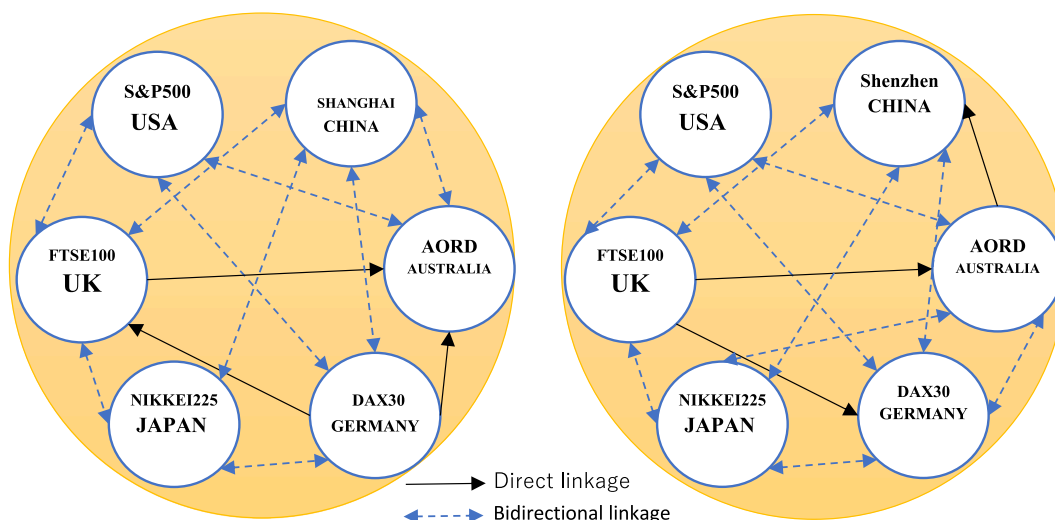 S&P500
USA
SHANGHAI
CHINA
FTSE100
UK
AORD
AUSTRALIA
NIKKEI225
JAPAN
DAX30
GERMANY
S&P500
USA
Shenzhen
CHINA
FTSE100
UK
AORD
AUSTRALIA
NIKKEI225
JAPAN
DAX30
GERMANY
Direct linkage
Bidirectional linkage